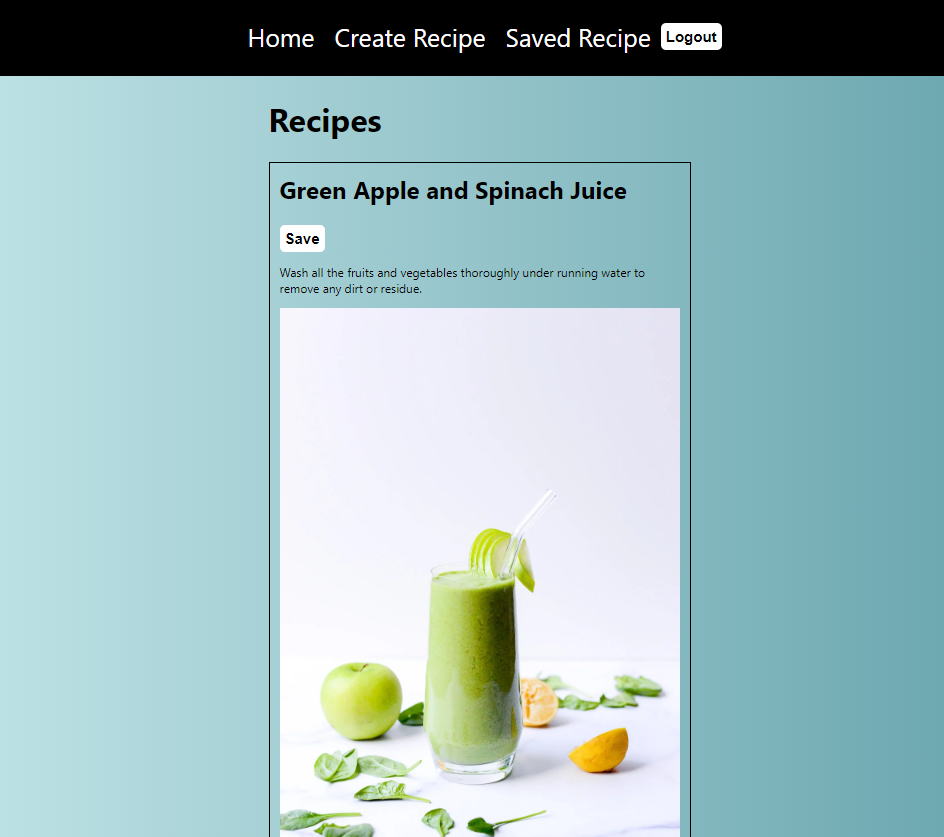 Home Create Recipe Saved Recipe Logout
Recipes
Green Apple and Spinach Juice
Save
Wash all the fruits and vegetables thoroughly under running water to
remove any dirt or residue.